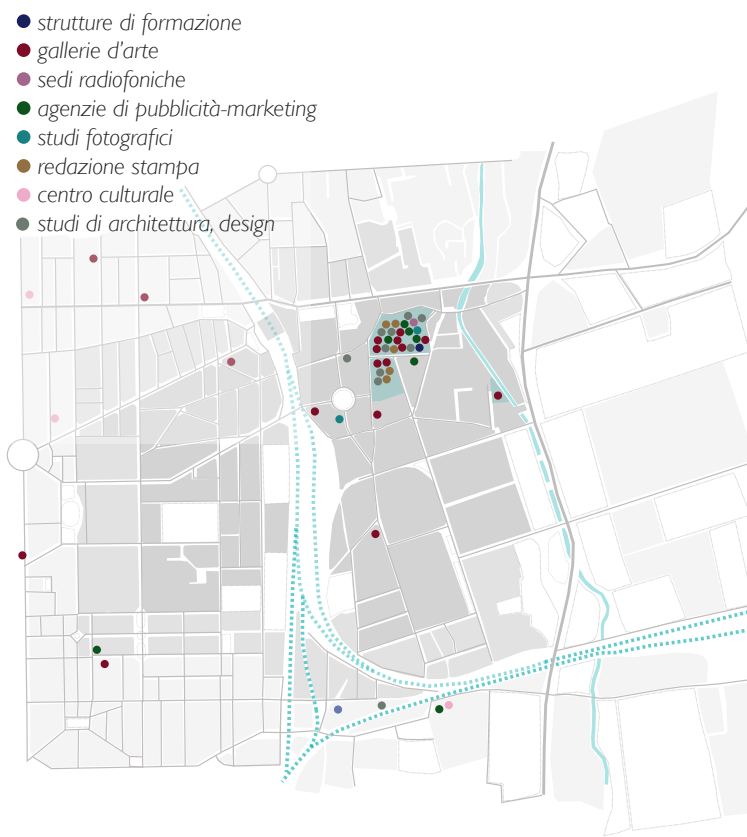 strutture di formazione
gallerie d'arte
sedi radiofoniche
agenzie di pubblicità-marketing
studi fotografici
redazione stampa
centro culturale
studi di architettura, design